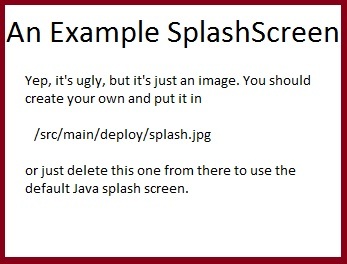 An Example SplashScreen
Yep, it's ugly, but it's just an image. You should
create your own and put it in
/src/main/deploy/splash.jpg
or just delete this one from there to use the
default Java splash screen.